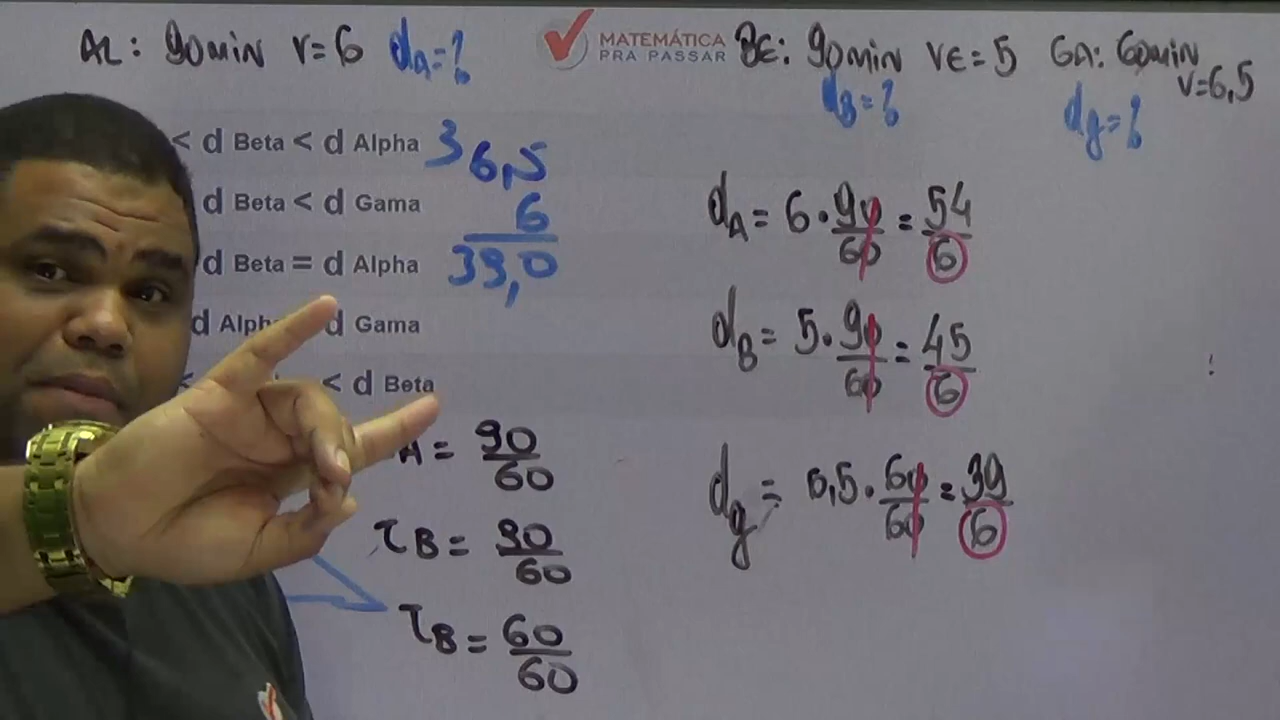 AL: 90min V=6 dA=? MATEMÁTICA PRA PASSAR BE: 90min VE=5 GA: 60min
V=6,5
dB=? dg=?
< d Beta < d Alpha
d Beta < d Gama
d Beta = d Alpha
d Gama
< d Beta
3
6,5
6
39,0
dA = 6 . 90/60 = 54/6
dB = 5 . 90/60 = 45/6
dg = 6,5 . 60/60 = 39/6
A = 90/60
TB = 90/60
TB = 60/60